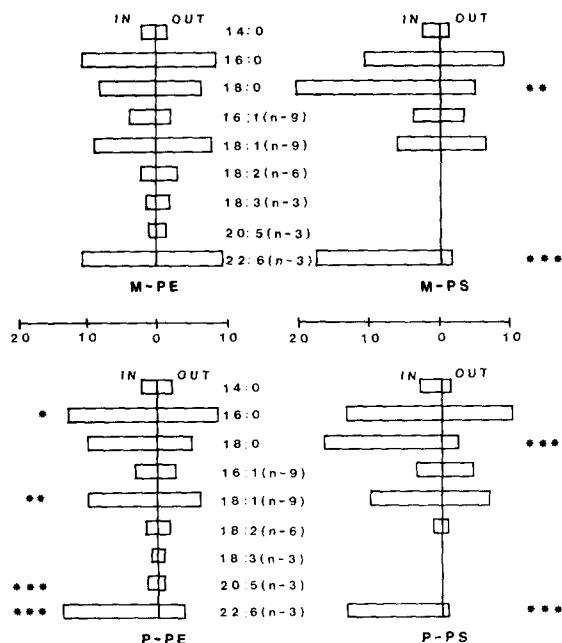 IN OUT IN OUT
14:0
16:0
18:0 **
16:1(n-9)
18:1(n-9)
18:2(n-6)
18:3(n-3)
20:5(n-3)
22:6(n-3) ***
M-PE M-PS
20 10 0 10 20 10 0 10
IN OUT IN OUT
14:0
* 16:0
18:0 ***
16:1(n-9)
** 18:1(n-9)
18:2(n-6)
18:3(n-3)
*** 20:5(n-3)
*** 22:6(n-3) ***
P-PE P-PS